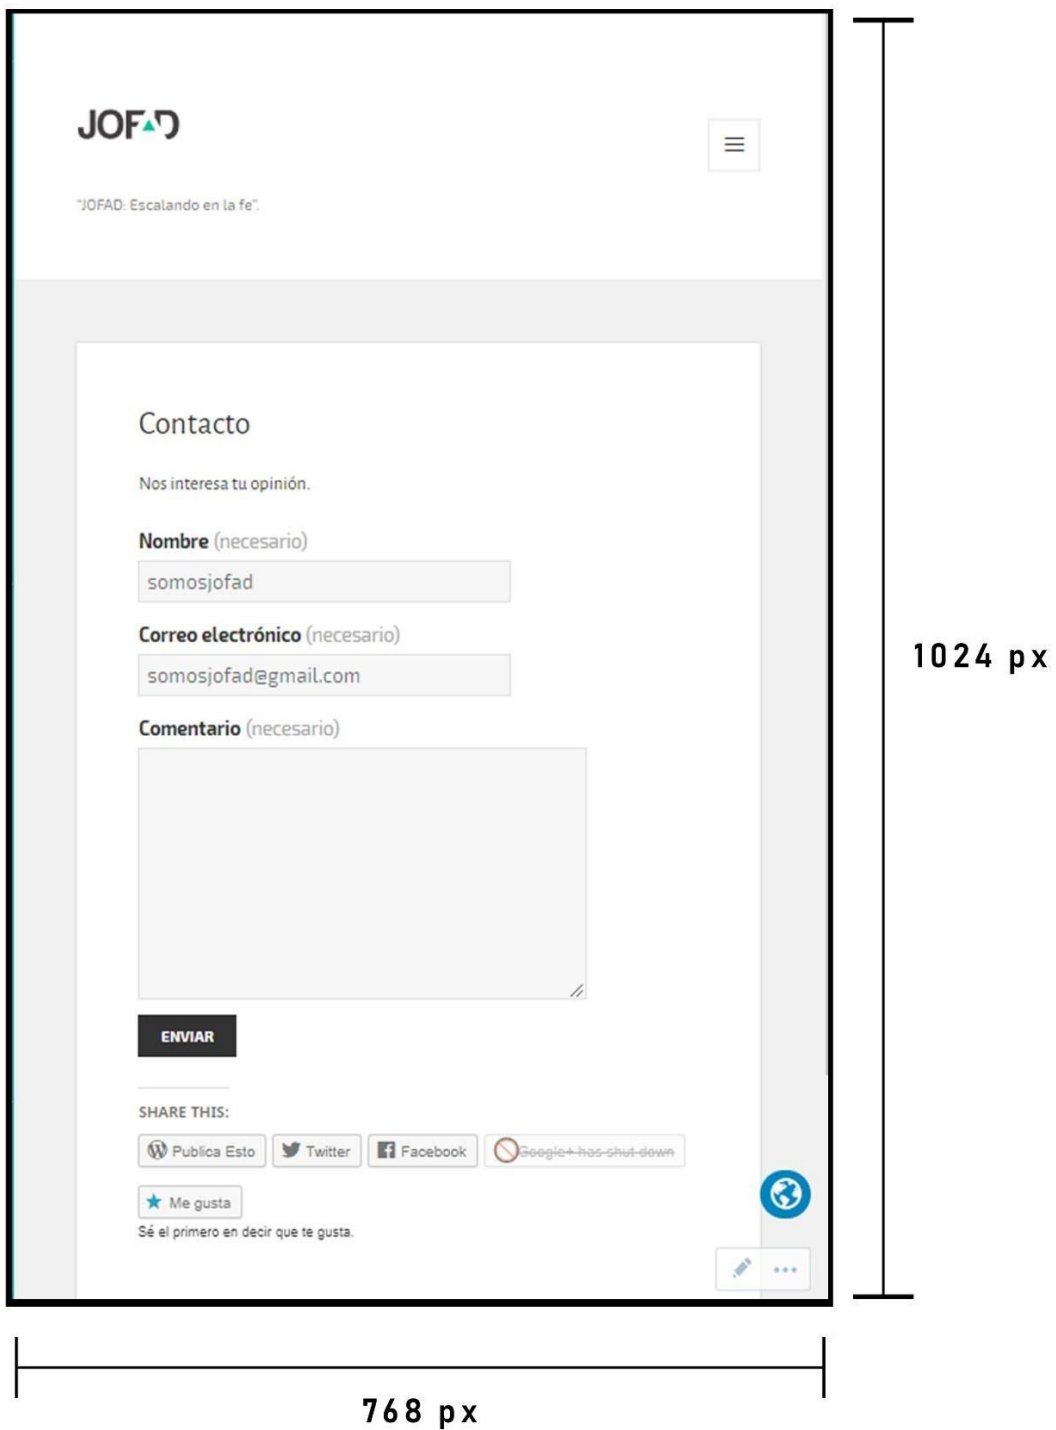 JOFAD
"JOFAD: Escalando en la fe".
Contacto
Nos interesa tu opinión.
Nombre (necesario)
somosjofad
Correo electrónico (necesario)
somosjofad@gmail.com
Comentario (necesario)
ENVIAR
SHARE THIS:
Publica Esto Twitter Facebook Google+ has shut down
Me gusta
Sé el primero en decir que te gusta.
1024 px
768 px